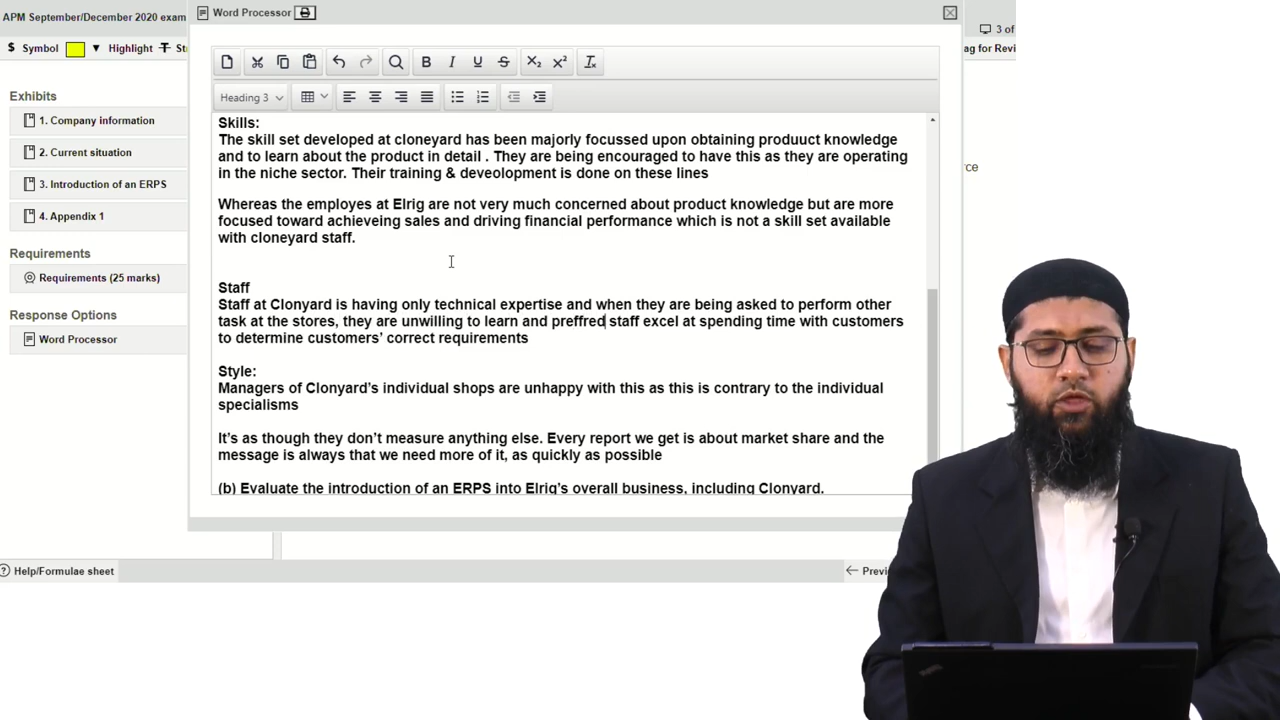 APM September/December 2020 exam
Word Processor
3 of
$ Symbol Highlight T St
ag for Revi
Heading 3
Exhibits
1. Company information
2. Current situation
3. Introduction of an ERPS
4. Appendix 1
Requirements
Requirements (25 marks)
Response Options
Word Processor
Skills:
The skill set developed at cloneyard has been majorly focussed upon obtaining produuct knowledge
and to learn about the product in detail . They are being encouraged to have this as they are operating
in the niche sector. Their training & deveolopment is done on these lines
Whereas the employes at Elrig are not very much concerned about product knowledge but are more
focused toward achieveing sales and driving financial performance which is not a skill set available
with cloneyard staff.
Staff
Staff at Clonyard is having only technical expertise and when they are being asked to perform other
task at the stores, they are unwilling to learn and preffred staff excel at spending time with customers
to determine customers’ correct requirements
Style:
Managers of Clonyard’s individual shops are unhappy with this as this is contrary to the individual
specialisms
It’s as though they don’t measure anything else. Every report we get is about market share and the
message is always that we need more of it, as quickly as possible
(b) Evaluate the introduction of an ERPS into Elrig’s overall business, including Clonyard.
rce
Help/Formulae sheet
Previ